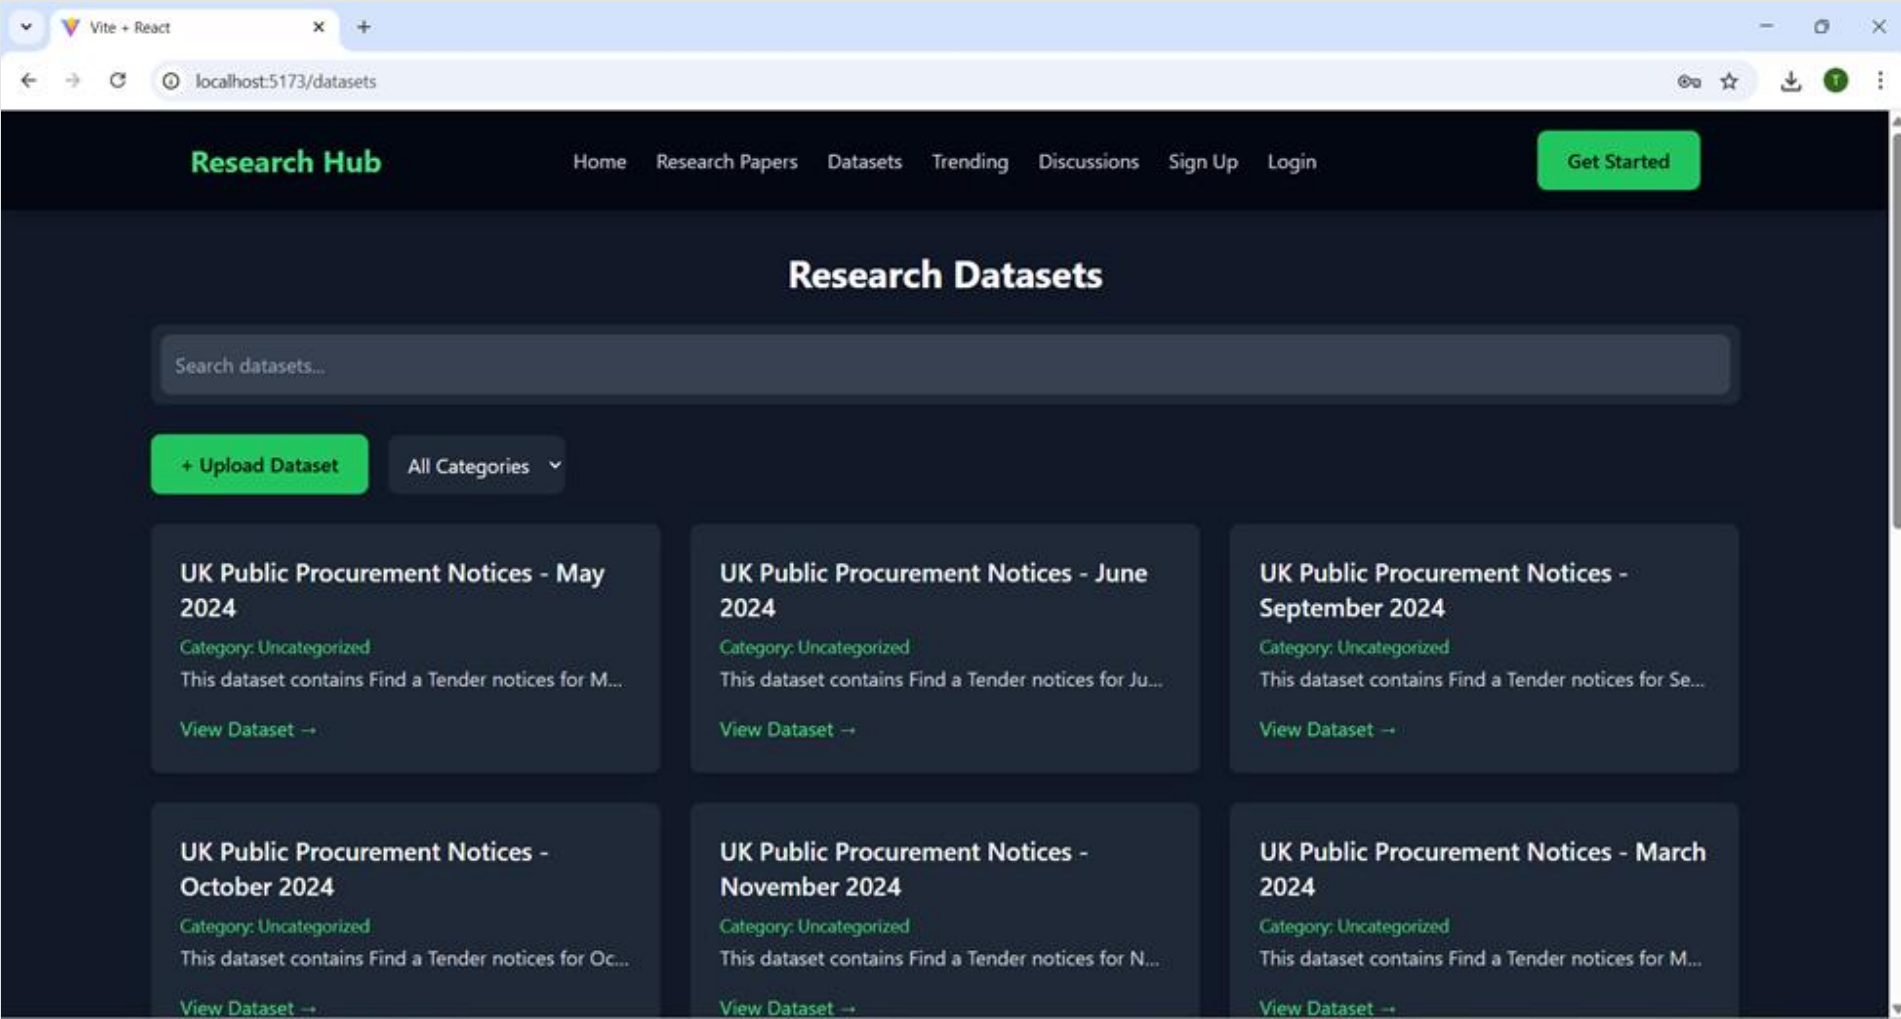 Vite + React
localhost:5173/datasets
T
Research Hub
Home Research Papers Datasets Trending Discussions Sign Up Login
Get Started
Research Datasets
Search datasets...
+ Upload Dataset
All Categories
UK Public Procurement Notices - May
2024
Category: Uncategorized
This dataset contains Find a Tender notices for M...
View Dataset →
UK Public Procurement Notices - June
2024
Category: Uncategorized
This dataset contains Find a Tender notices for Ju...
View Dataset →
UK Public Procurement Notices -
September 2024
Category: Uncategorized
This dataset contains Find a Tender notices for Se...
View Dataset →
UK Public Procurement Notices -
October 2024
Category: Uncategorized
This dataset contains Find a Tender notices for Oc...
View Dataset →
UK Public Procurement Notices -
November 2024
Category: Uncategorized
This dataset contains Find a Tender notices for N...
View Dataset →
UK Public Procurement Notices - March
2024
Category: Uncategorized
This dataset contains Find a Tender notices for M...
View Dataset →